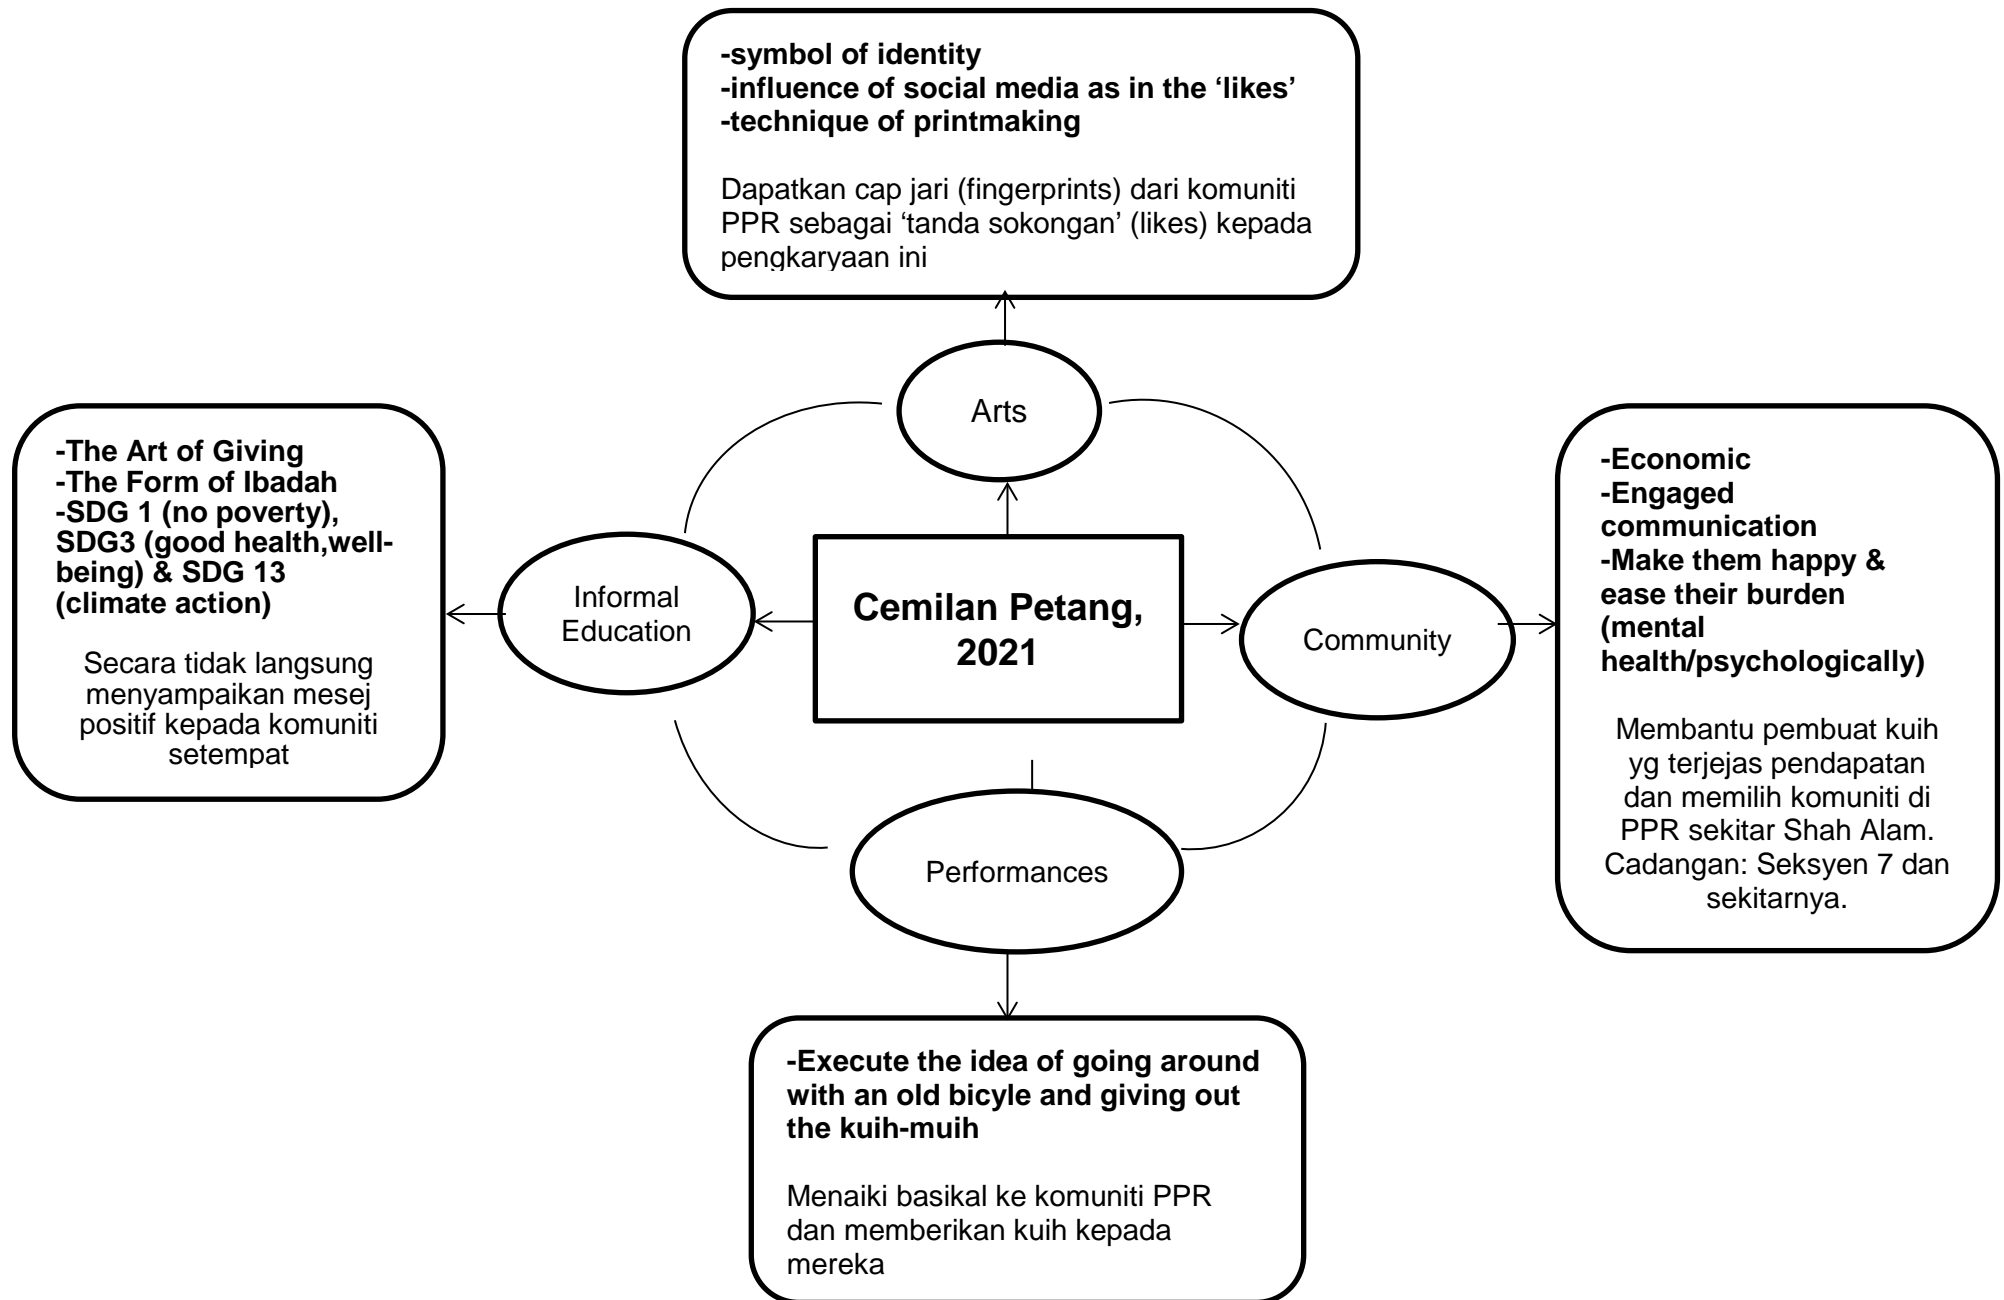 -symbol of identity
-influence of social media as in the ‘likes’
-technique of printmaking
Dapatkan cap jari (fingerprints) dari komuniti
PPR sebagai ‘tanda sokongan’ (likes) kepada
pengkaryaan ini
Arts
-The Art of Giving
-The Form of Ibadah
-SDG 1 (no poverty),
SDG3 (good health,well-
being) & SDG 13
(climate action)
Secara tidak langsung
menyampaikan mesej
positif kepada komuniti
setempat
Informal
Education
Cemilan Petang,
2021
Community
-Economic
-Engaged
communication
-Make them happy &
ease their burden
(mental
health/psychologically)
Membantu pembuat kuih
yg terjejas pendapatan
dan memilih komuniti di
PPR sekitar Shah Alam.
Cadangan: Seksyen 7 dan
sekitarnya.
Performances
-Execute the idea of going around
with an old bicyle and giving out
the kuih-muih
Menaiki basikal ke komuniti PPR
dan memberikan kuih kepada
mereka